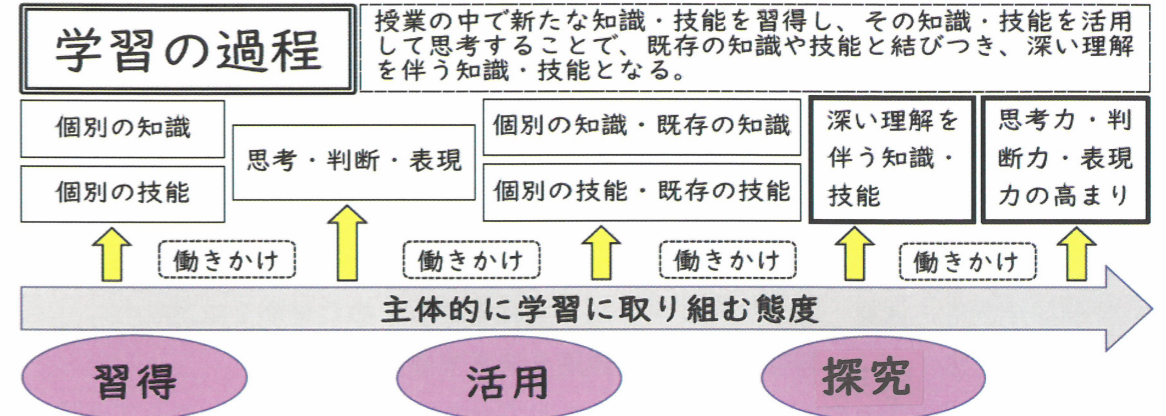 学習の過程
授業の中で新たな知識・技能を習得し、その知識・技能を活用
して思考することで、既存の知識や技能と結びつき、深い理解
を伴う知識・技能となる。
個別の知識
個別の技能
思考・判断・表現
個別の知識・既存の知識
個別の技能・既存の技能
深い理解を
伴う知識・
技能
思考力・判
断力・表現
力の高まり
働きかけ
働きかけ
働きかけ
働きかけ
主体的に学習に取り組む態度
習得
活用
探究